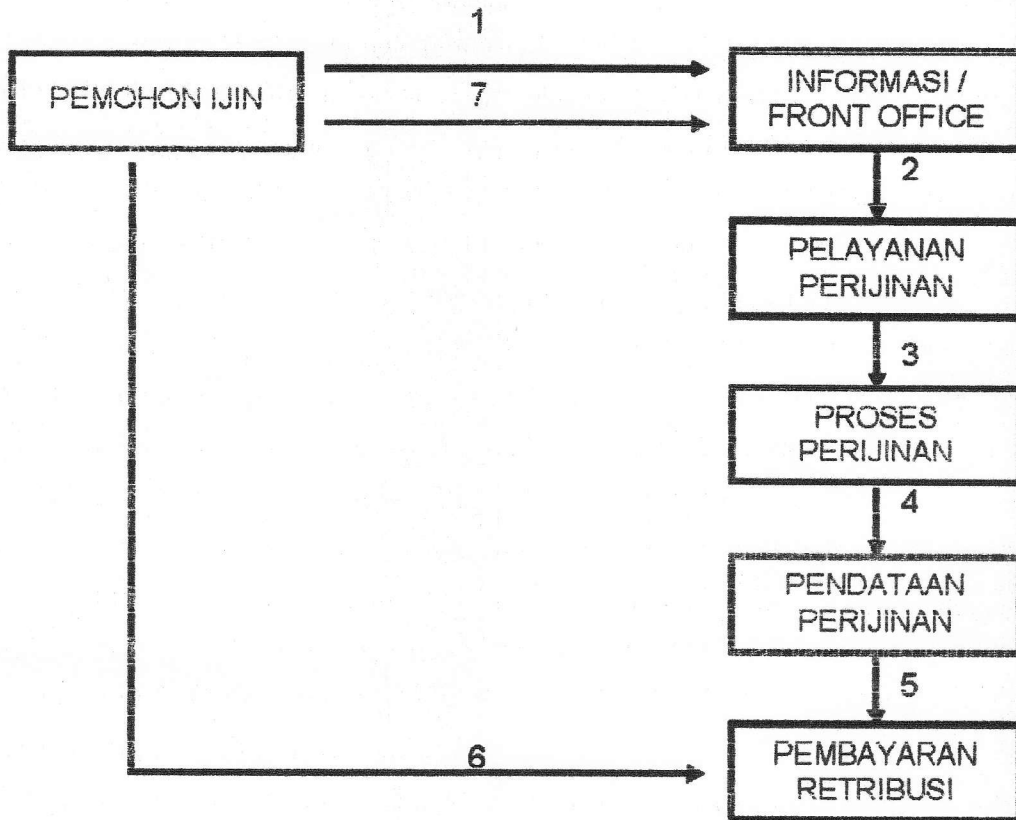 1
PEMOHON IJIN
7
INFORMASI /
FRONT OFFICE
2
PELAYANAN
PERIJINAN
3
PROSES
PERIJINAN
4
PENDATAAN
PERIJINAN
5
6
PEMBAYARAN
RETRIBUSI